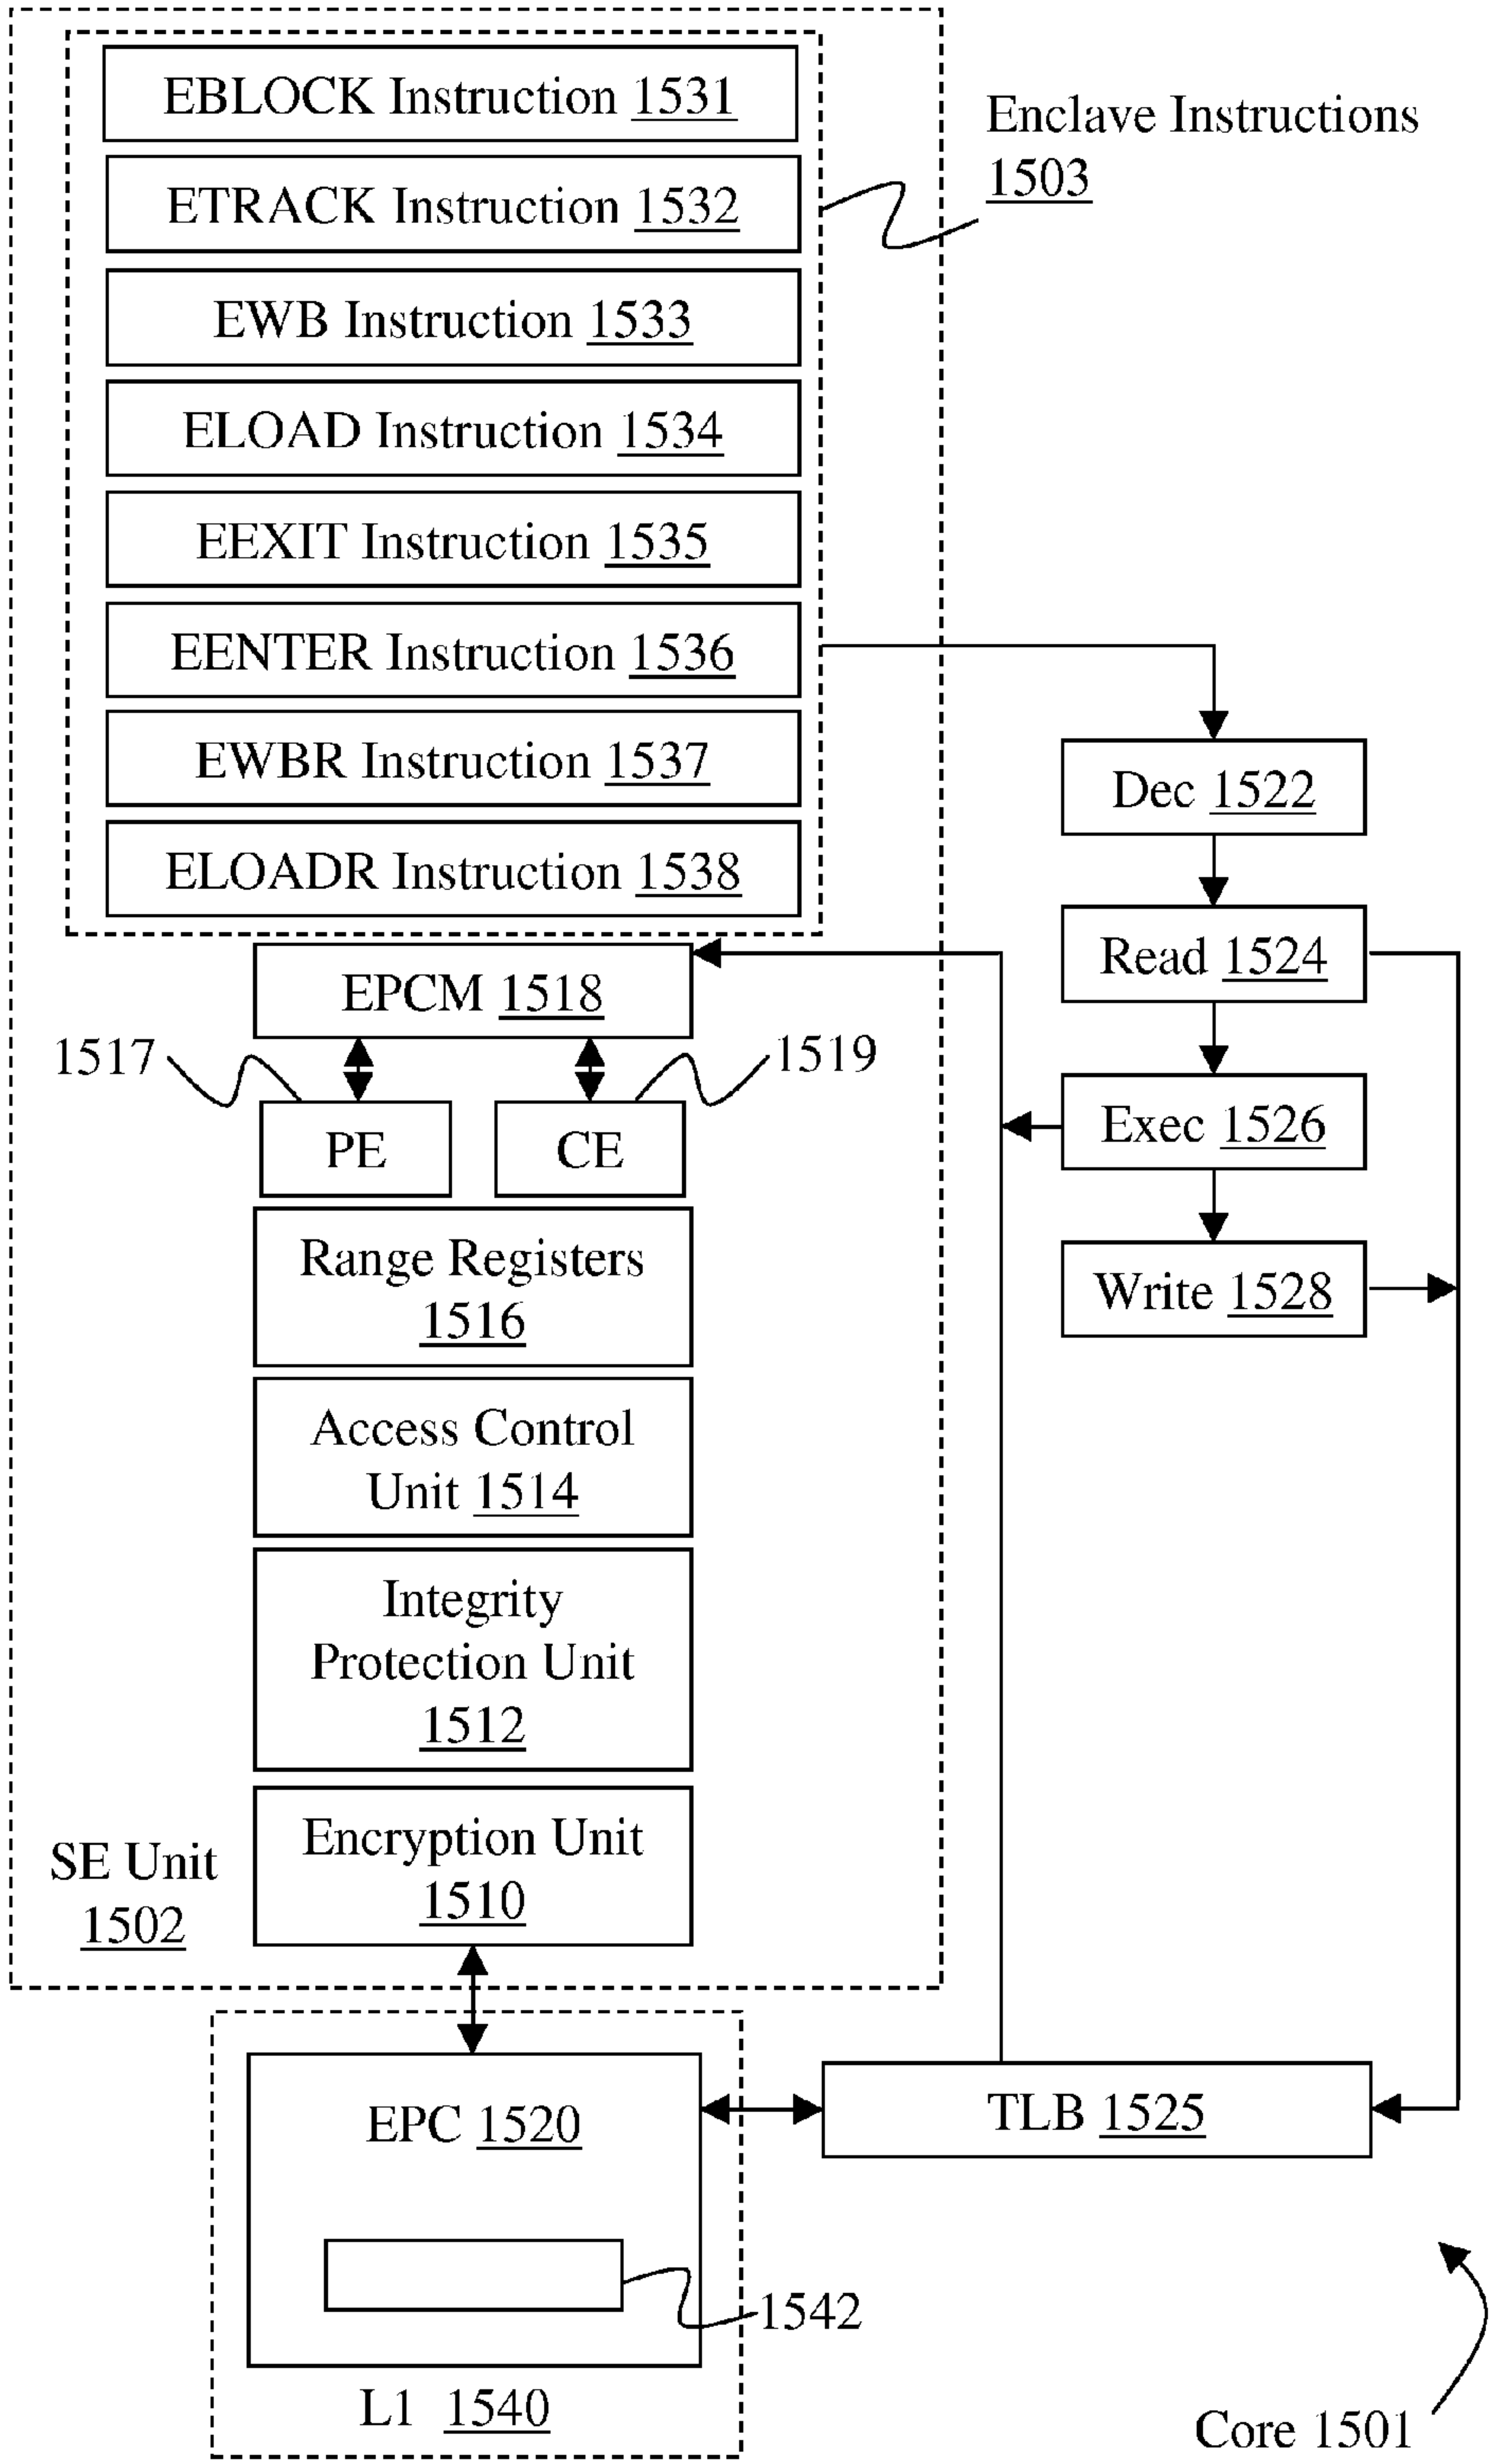 EBLOCK Instruction 1531
ETRACK Instruction 1532
EWB Instruction 1533
ELOAD Instruction 1534
EEXIT Instruction 1535
EENTER Instruction 1536
EWBR Instruction 1537
ELOADR Instruction 1538
Enclave Instructions
1503
Dec 1522
Read 1524
Exec 1526
Write 1528
EPCM 1518
1517
1519
PE
CE
Range Registers
1516
Access Control
Unit 1514
Integrity
Protection Unit
1512
Encryption Unit
1510
SE Unit
1502
EPC 1520
TLB 1525
1542
L1 1540
Core 1501